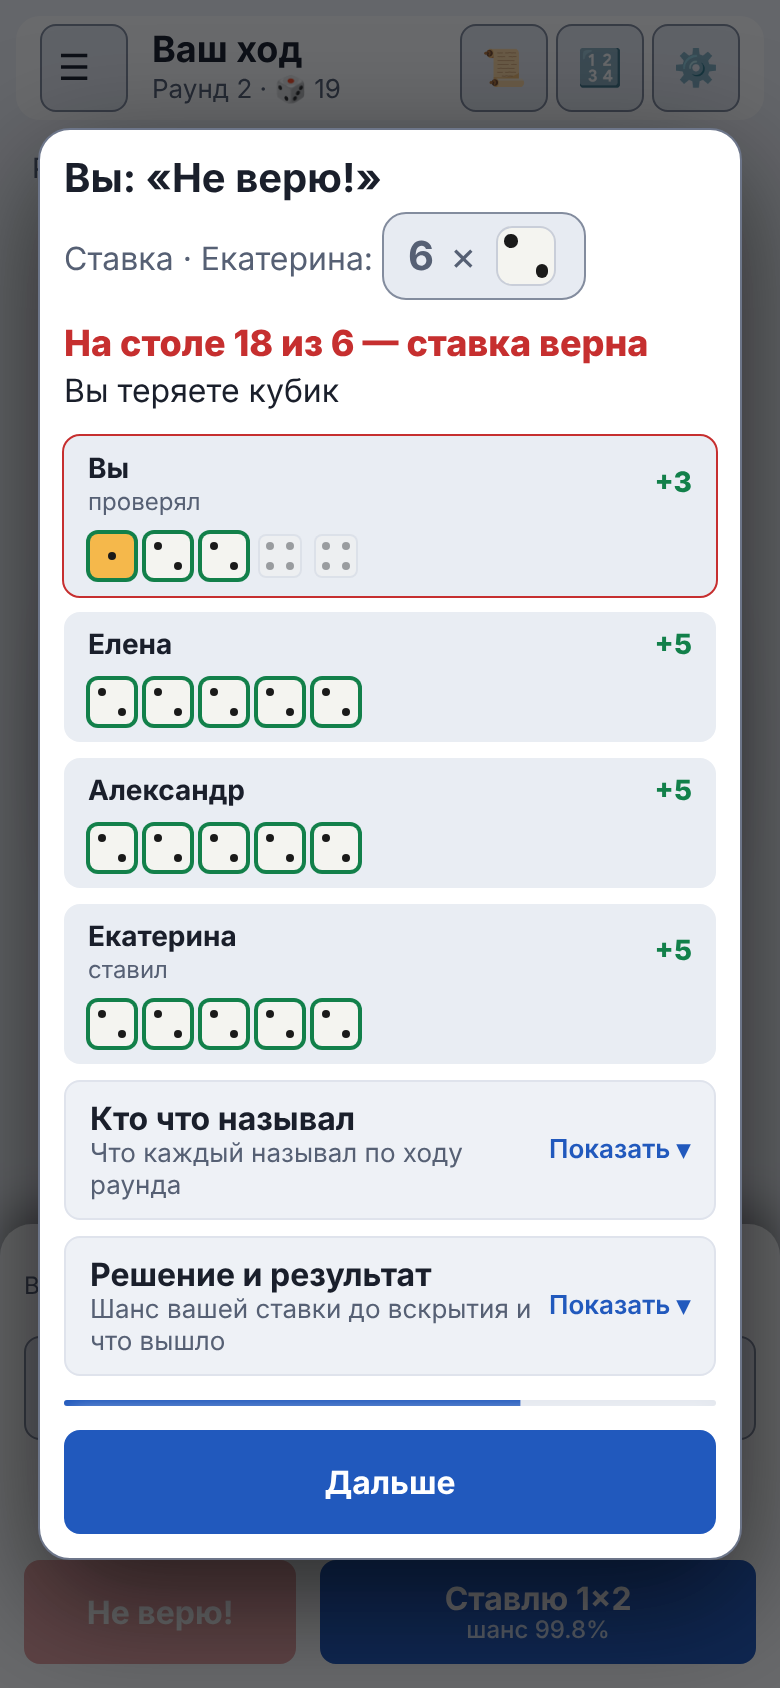 Ваш ход
Раунд 2 · 🎲 19
Вы: «Не верю!»
Ставка · Екатерина: 6 ×
На столе 18 из 6 — ставка верна
Вы теряете кубик
Вы
проверял
+3
Елена
+5
Александр
+5
Екатерина
ставил
+5
Кто что называл
Что каждый называл по ходу
раунда
Показать ▾
Решение и результат
Шанс вашей ставки до вскрытия и
что вышло
Показать ▾
Дальше
Не верю!
Ставлю 1×2
шанс 99.8%